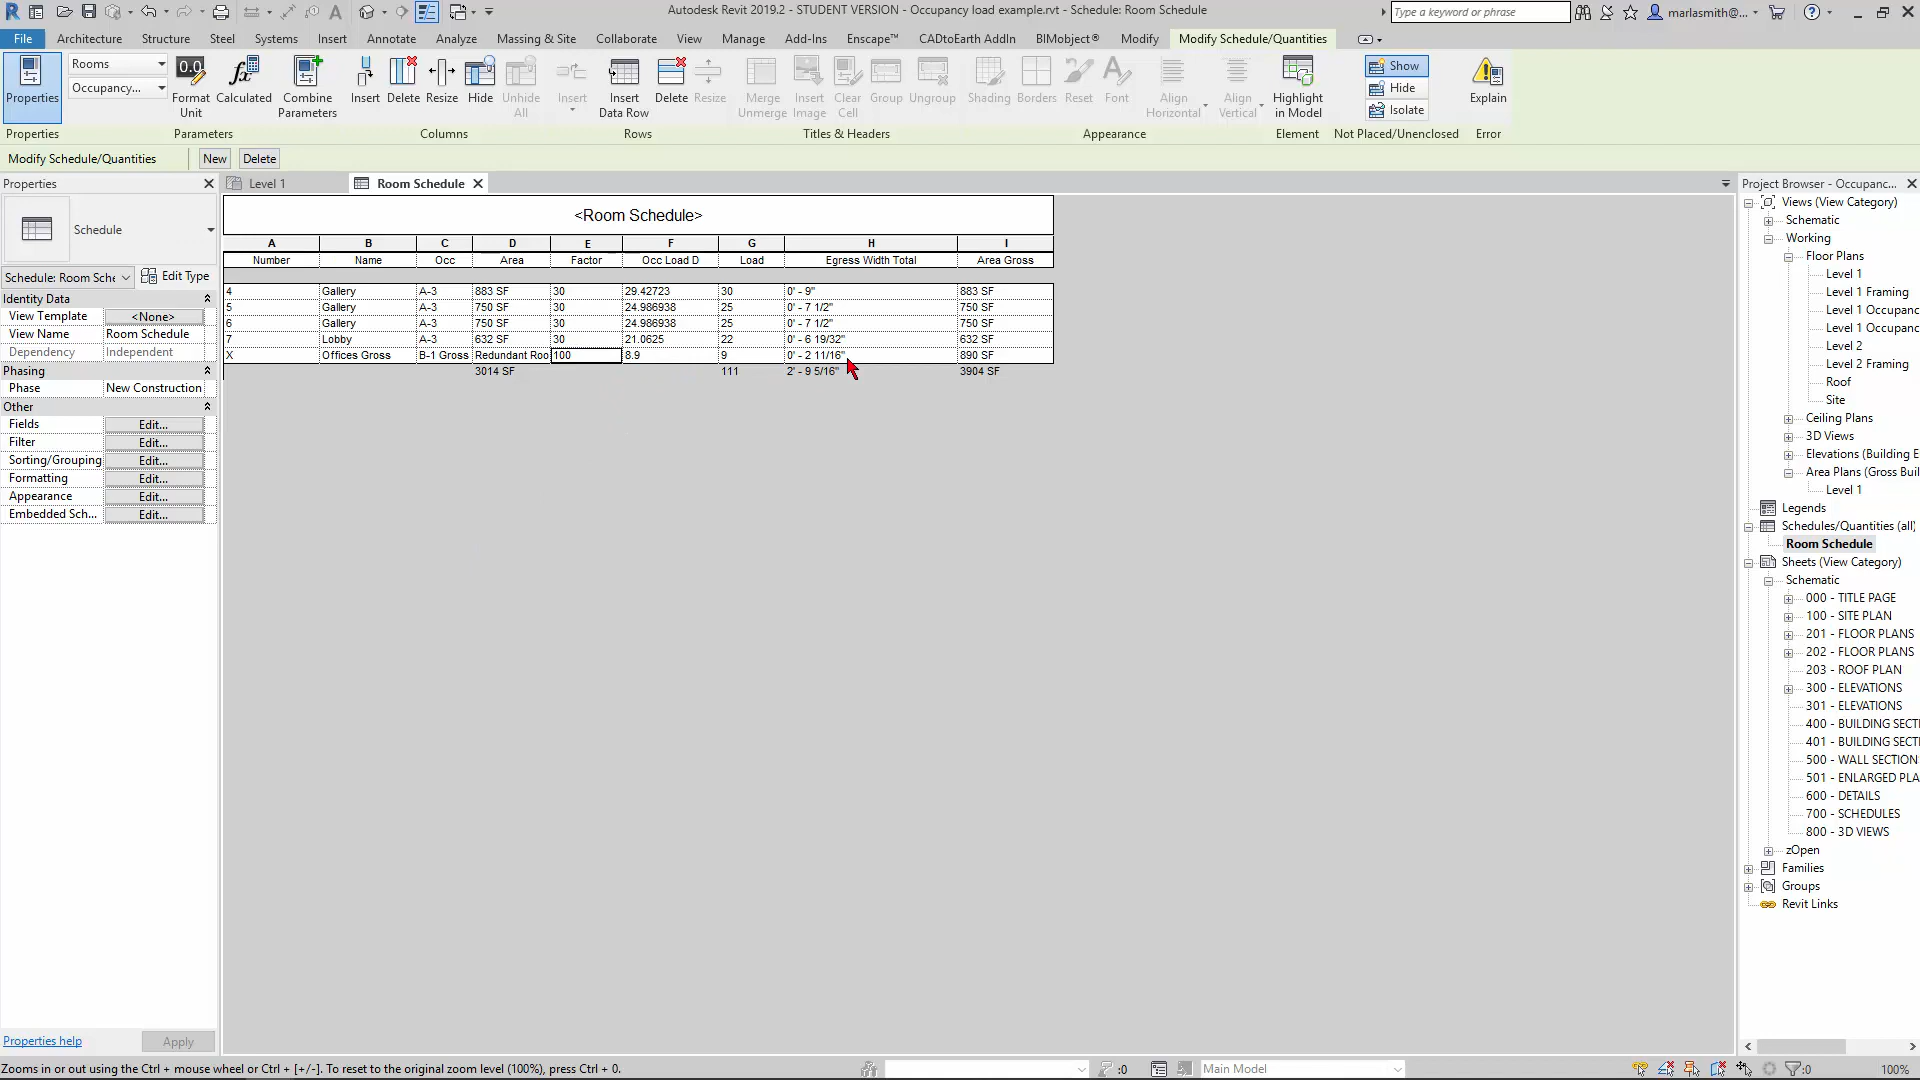 Autodesk Revit 2019.2 - STUDENT VERSION - Occupancy load example.rvt - Schedule: Room Schedule
Type a keyword or phrase
marlasmith@...
File Architecture Structure Steel Systems Insert Annotate Analyze Massing & Site Collaborate View Manage Add-Ins Enscape™ CADtoEarth AddIn BIMobject® Modify Modify Schedule/Quantities
Properties
Rooms
Occupancy...
Format Unit
Calculated
Combine Parameters
Insert
Delete
Resize
Hide
Unhide All
Insert
Insert Data Row
Delete
Resize
Merge Unmerge
Insert Image
Clear Cell
Group
Ungroup
Shading
Borders
Reset
Font
Align Horizontal
Align Vertical
Highlight in Model
Show
Hide
Isolate
Explain
Properties Parameters Columns Rows Titles & Headers Appearance Element Not Placed/Unenclosed Error
Modify Schedule/Quantities New Delete
Properties
Schedule
Schedule: Room Sche
Edit Type
Identity Data
View Template <None>
View Name Room Schedule
Dependency Independent
Phasing
Phase New Construction
Other
Fields Edit...
Filter Edit...
Sorting/Grouping Edit...
Formatting Edit...
Appearance Edit...
Embedded Sch... Edit...
Properties help
Apply
Level 1
Room Schedule
<Room Schedule>
A B C D E F G H I
Number Name Occ Area Factor Occ Load D Load Egress Width Total Area Gross
4 Gallery A-3 883 SF 30 29.42723 30 0' - 9" 883 SF
5 Gallery A-3 750 SF 30 24.986938 25 0' - 7 1/2" 750 SF
6 Gallery A-3 750 SF 30 24.986938 25 0' - 7 1/2" 750 SF
7 Lobby A-3 632 SF 30 21.0625 22 0' - 6 19/32" 632 SF
X Offices Gross B-1 Gross Redundant Roo 100 8.9 9 0' - 2 11/16" 890 SF
3014 SF 111 2' - 9 5/16" 3904 SF
Project Browser - Occupanc...
Views (View Category)
Schematic
Working
Floor Plans
Level 1
Level 1 Framing
Level 1 Occupanc
Level 1 Occupanc
Level 2
Level 2 Framing
Roof
Site
Ceiling Plans
3D Views
Elevations (Building E
Area Plans (Gross Buil
Level 1
Legends
Schedules/Quantities (all)
Room Schedule
Sheets (View Category)
Schematic
000 - TITLE PAGE
100 - SITE PLAN
201 - FLOOR PLANS
202 - FLOOR PLANS
203 - ROOF PLAN
300 - ELEVATIONS
301 - ELEVATIONS
400 - BUILDING SECTI
401 - BUILDING SECTI
500 - WALL SECTION
501 - ENLARGED PLA
600 - DETAILS
700 - SCHEDULES
800 - 3D VIEWS
zOpen
Families
Groups
Revit Links
Zooms in or out using the Ctrl + mouse wheel or Ctrl + [+/-]. To reset to the original zoom level (100%), press Ctrl + 0.
:0
Main Model
:0
100%